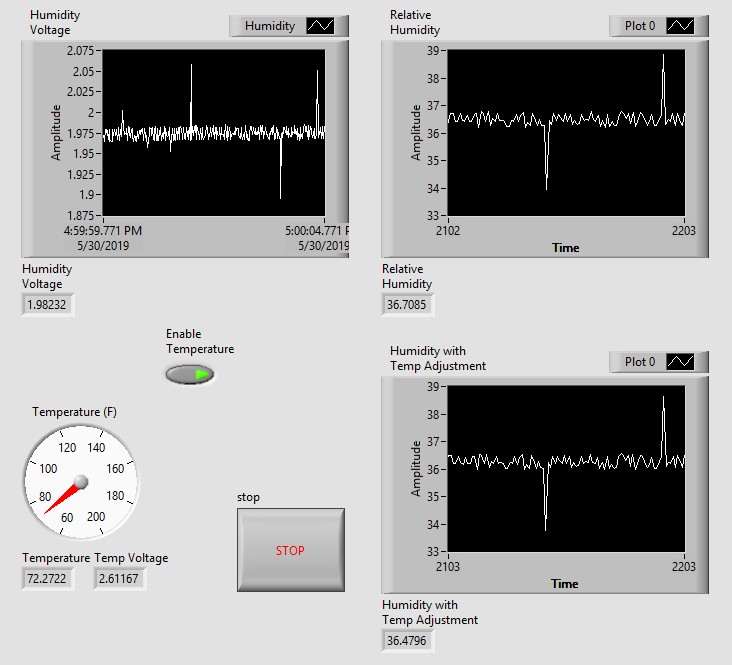 Humidity
Voltage
Humidity
2.075
2.05
2.025
2
1.975
1.95
1.925
1.9
1.875
Amplitude
4:59:59.771 PM
5/30/2019
5:00:04.771 P
5/30/2019
Humidity
Voltage
1.98232
Relative
Humidity
Plot 0
39
38
37
36
35
34
33
Amplitude
2102
2203
Time
Relative
Humidity
36.7085
Enable
Temperature
Humidity with
Temp Adjustment
Plot 0
39
38
37
36
35
34
33
Amplitude
2103
2203
Time
Humidity with
Temp Adjustment
36.4796
Temperature (F)
120 140
100 160
80 180
60 200
Temperature Temp Voltage
72.2722 2.61167
stop
STOP